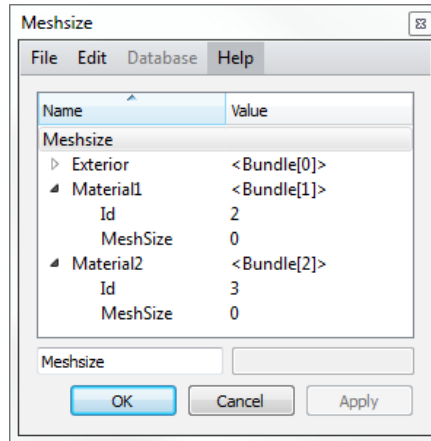 Meshsize
File Edit Database Help
Name Value
Meshsize
Exterior <Bundle[0]>
Material1 <Bundle[1]>
Id 2
MeshSize 0
Material2 <Bundle[2]>
Id 3
MeshSize 0
Meshsize
OK Cancel Apply